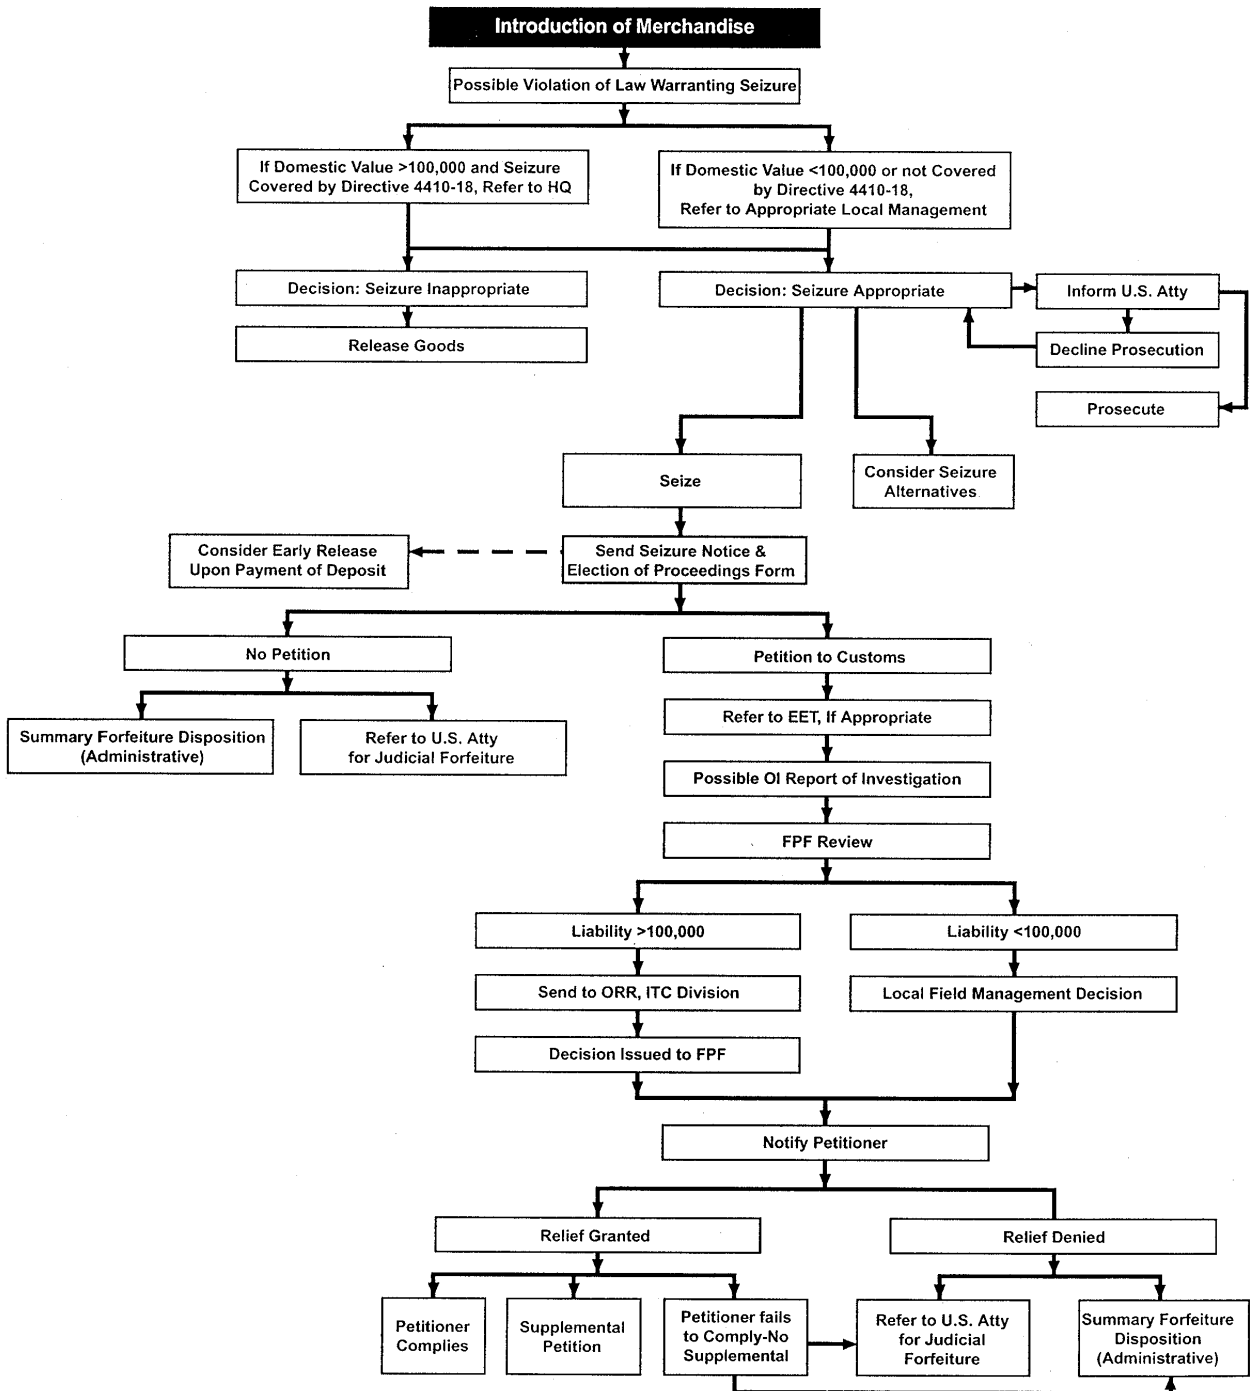 Introduction of Merchandise
Possible Violation of Law Warranting Seizure
If Domestic Value >100,000 and Seizure
Covered by Directive 4410-18, Refer to HQ
If Domestic Value <100,000 or not Covered
by Directive 4410-18,
Refer to Appropriate Local Management
Decision: Seizure Inappropriate
Decision: Seizure Appropriate
Inform U.S. Atty
Release Goods
Decline Prosecution
Prosecute
Seize
Consider Seizure
Alternatives
Consider Early Release
Upon Payment of Deposit
Send Seizure Notice &
Election of Proceedings Form
No Petition
Petition to Customs
Summary Forfeiture Disposition
(Administrative)
Refer to U.S. Atty
for Judicial Forfeiture
Refer to EET, If Appropriate
Possible OI Report of Investigation
FPF Review
Liability >100,000
Liability <100,000
Send to ORR, ITC Division
Local Field Management Decision
Decision Issued to FPF
Notify Petitioner
Relief Granted
Relief Denied
Petitioner
Complies
Supplemental
Petition
Petitioner fails
to Comply-No
Supplemental
Refer to U.S. Atty
for Judicial
Forfeiture
Summary Forfeiture
Disposition
(Administrative)